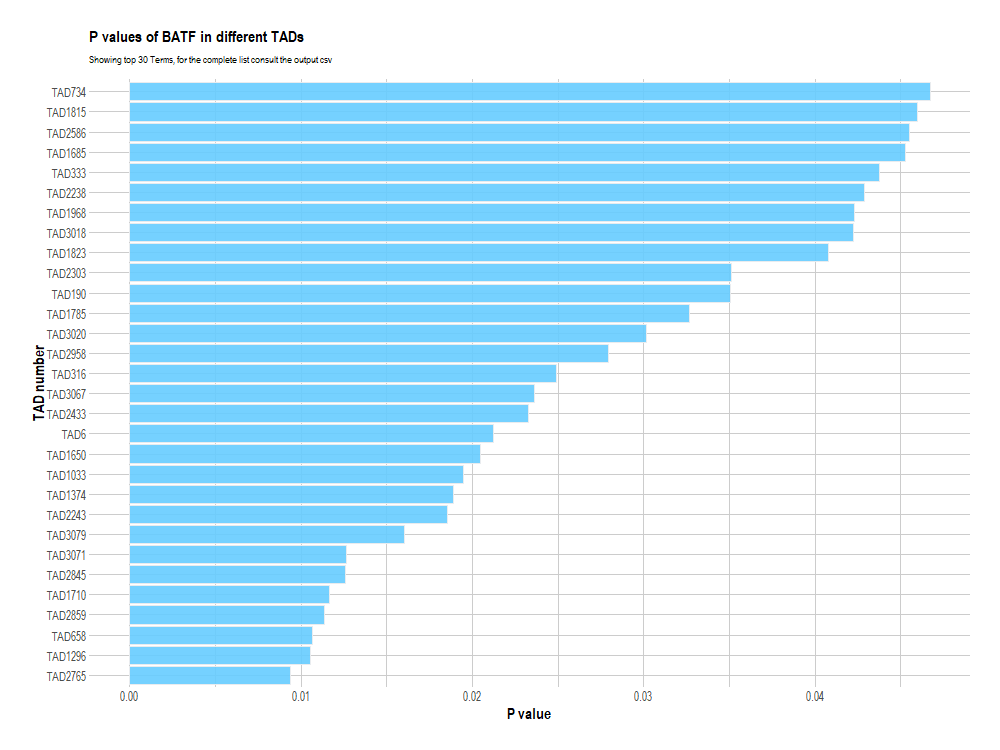 P values of BATF in different TADs
Showing top 30 Terms, for the complete list consult the output csv
TAD734
TAD1815
TAD2586
TAD1685
TAD333
TAD2238
TAD1968
TAD3018
TAD1823
TAD2303
TAD190
TAD1785
TAD3020
TAD2958
TAD316
TAD3067
TAD2433
TAD6
TAD1650
TAD1033
TAD1374
TAD2243
TAD3079
TAD3071
TAD2845
TAD1710
TAD2859
TAD658
TAD1296
TAD2765
TAD number
0.00 0.01 0.02 0.03 0.04
P value